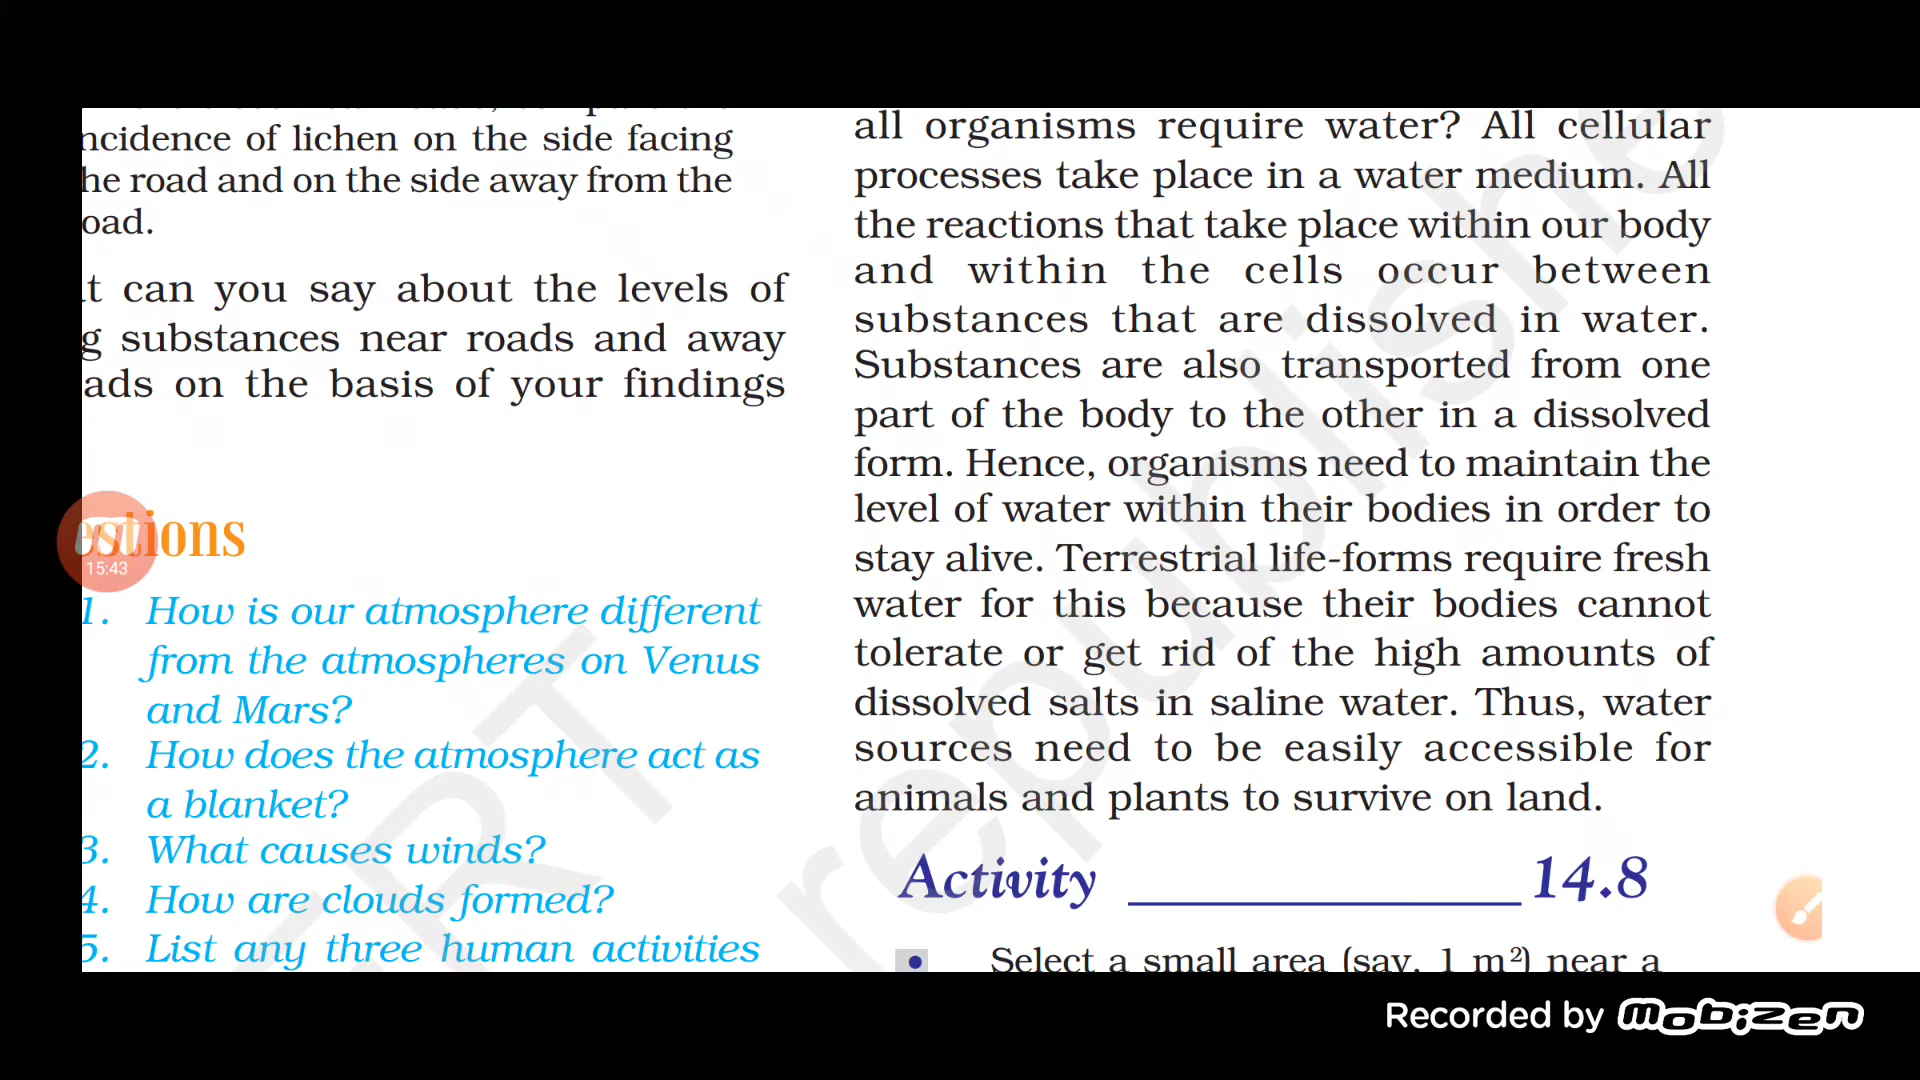 ncidence of lichen on the side facing
he road and on the side away from the
oad.
t can you say about the levels of
g substances near roads and away
ads on the basis of your findings
estions
15:43
1. How is our atmosphere different
from the atmospheres on Venus
and Mars?
2. How does the atmosphere act as
a blanket?
3. What causes winds?
4. How are clouds formed?
5. List any three human activities
all organisms require water? All cellular
processes take place in a water medium. All
the reactions that take place within our body
and within the cells occur between
substances that are dissolved in water.
Substances are also transported from one
part of the body to the other in a dissolved
form. Hence, organisms need to maintain the
level of water within their bodies in order to
stay alive. Terrestrial life-forms require fresh
water for this because their bodies cannot
tolerate or get rid of the high amounts of
dissolved salts in saline water. Thus, water
sources need to be easily accessible for
animals and plants to survive on land.
Activity 14.8
• Select a small area (say, 1 m²) near a
ERT
republishe
Recorded by mobizen